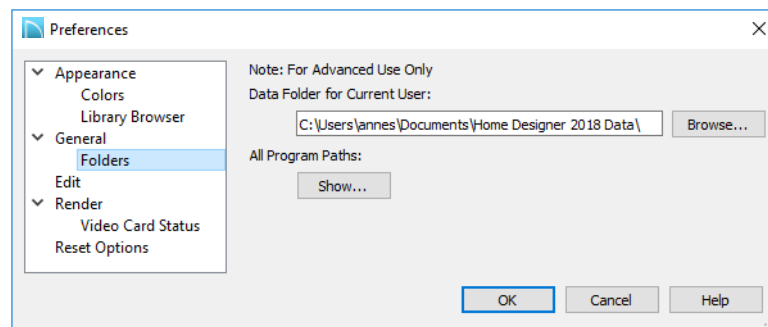 Preferences
Appearance
Colors
Library Browser
General
Folders
Edit
Render
Video Card Status
Reset Options
Note: For Advanced Use Only
Data Folder for Current User:
C:\Users\annes\Documents\Home Designer 2018 Data\
Browse...
All Program Paths:
Show...
OK
Cancel
Help